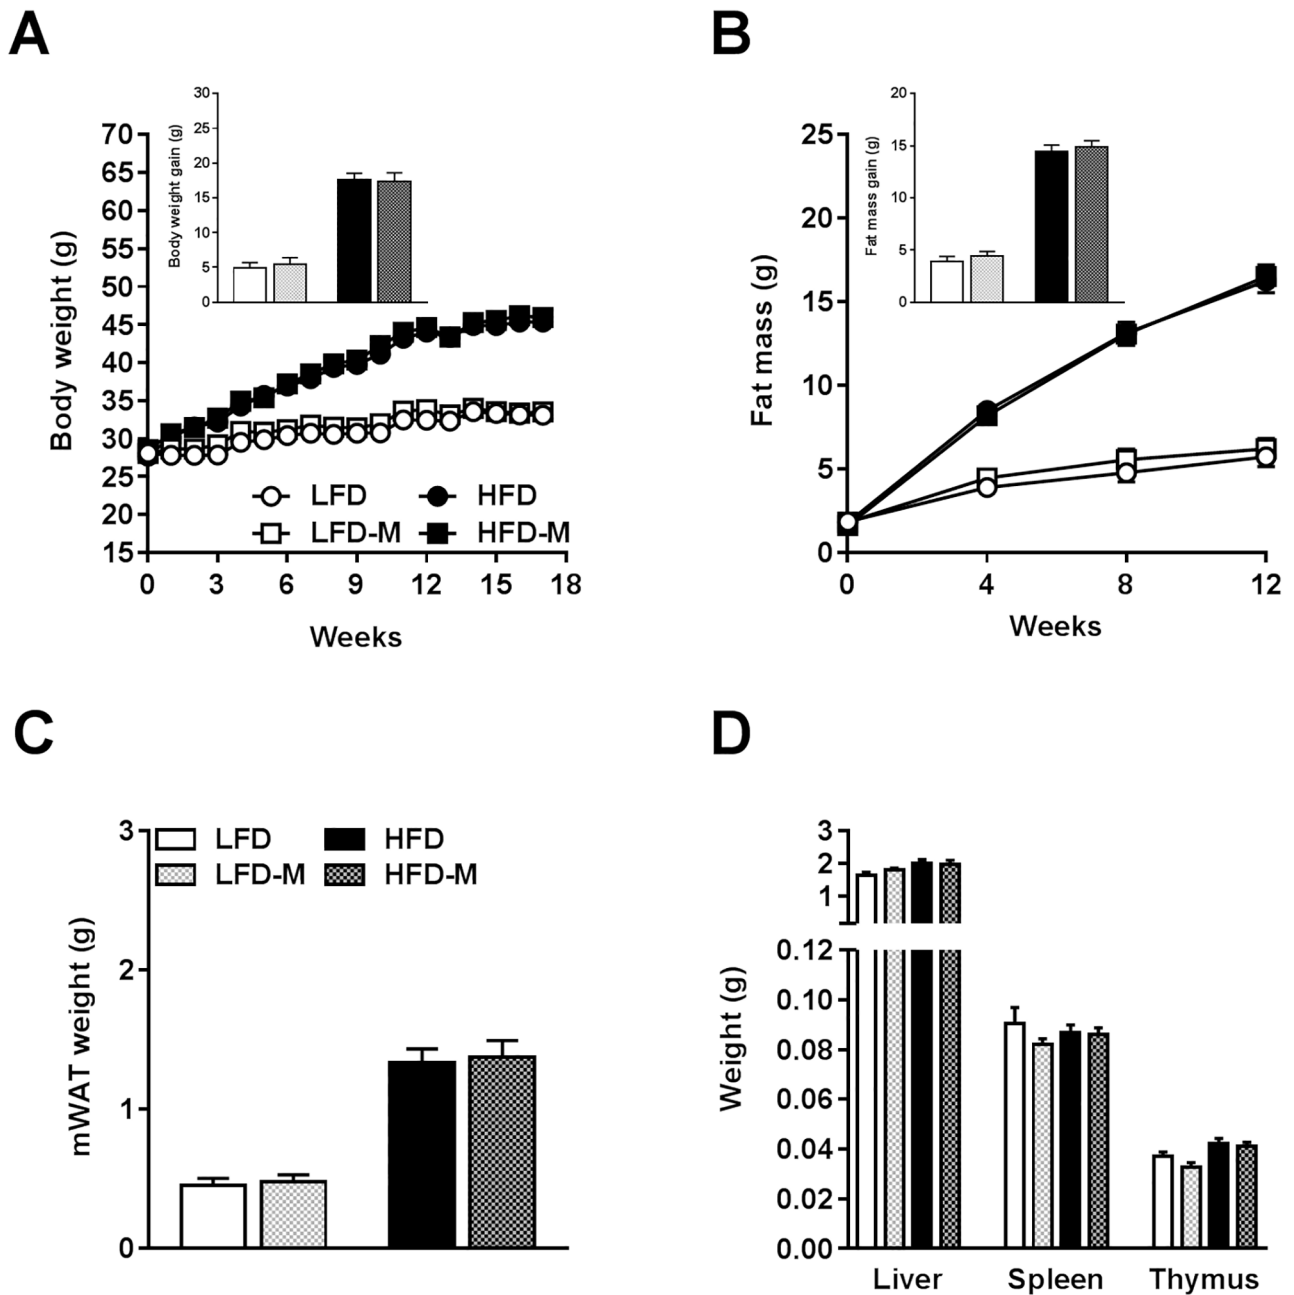 A
Body weight (g)
70
65
60
55
50
45
40
35
30
25
20
15
0 3 6 9 12 15 18
Weeks
Body weight gain (g)
30
25
20
15
10
5
0
LFD HFD
LFD-M HFD-M
B
Fat mass (g)
25
20
15
10
5
0
0 4 8 12
Weeks
Fat mass gain (g)
20
15
10
5
0
C
mWAT weight (g)
3
2
1
0
LFD HFD
LFD-M HFD-M
D
Weight (g)
3
2
1
0.12
0.10
0.08
0.06
0.04
0.02
0.00
Liver Spleen Thymus